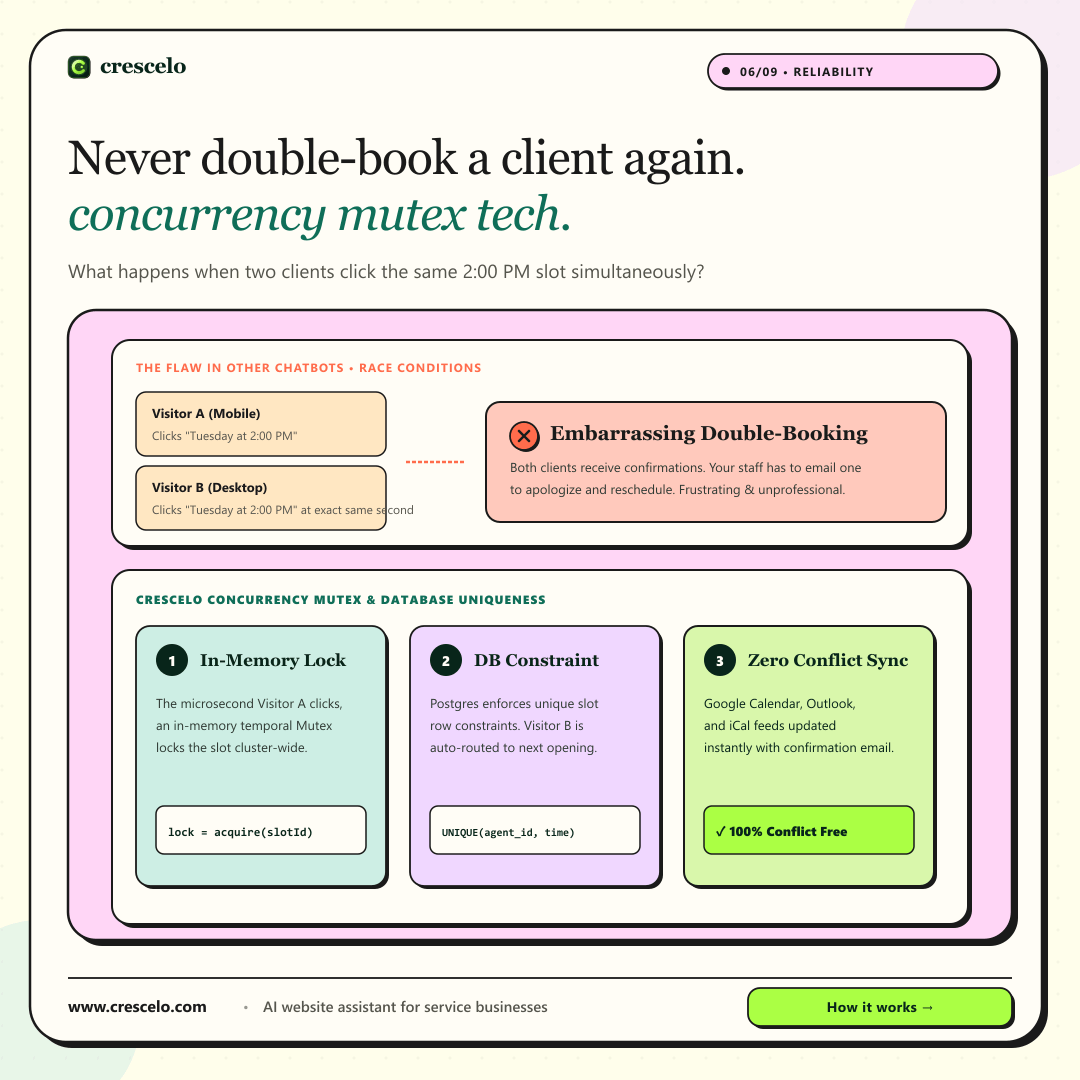 crescelo
06/09 • RELIABILITY
Never double-book a client again.
concurrency mutex tech.
What happens when two clients click the same 2:00 PM slot simultaneously?
THE FLAW IN OTHER CHATBOTS • RACE CONDITIONS
Visitor A (Mobile)
Clicks "Tuesday at 2:00 PM"
Visitor B (Desktop)
Clicks "Tuesday at 2:00 PM" at exact same second
Embarrassing Double-Booking
Both clients receive confirmations. Your staff has to email one
to apologize and reschedule. Frustrating & unprofessional.
CRESCELO CONCURRENCY MUTEX & DATABASE UNIQUENESS
1 In-Memory Lock
The microsecond Visitor A clicks,
an in-memory temporal Mutex
locks the slot cluster-wide.
lock = acquire(slotId)
2 DB Constraint
Postgres enforces unique slot
row constraints. Visitor B is
auto-routed to next opening.
UNIQUE(agent_id, time)
3 Zero Conflict Sync
Google Calendar, Outlook,
and iCal feeds updated
instantly with confirmation email.
✓ 100% Conflict Free
www.crescelo.com • AI website assistant for service businesses
How it works →